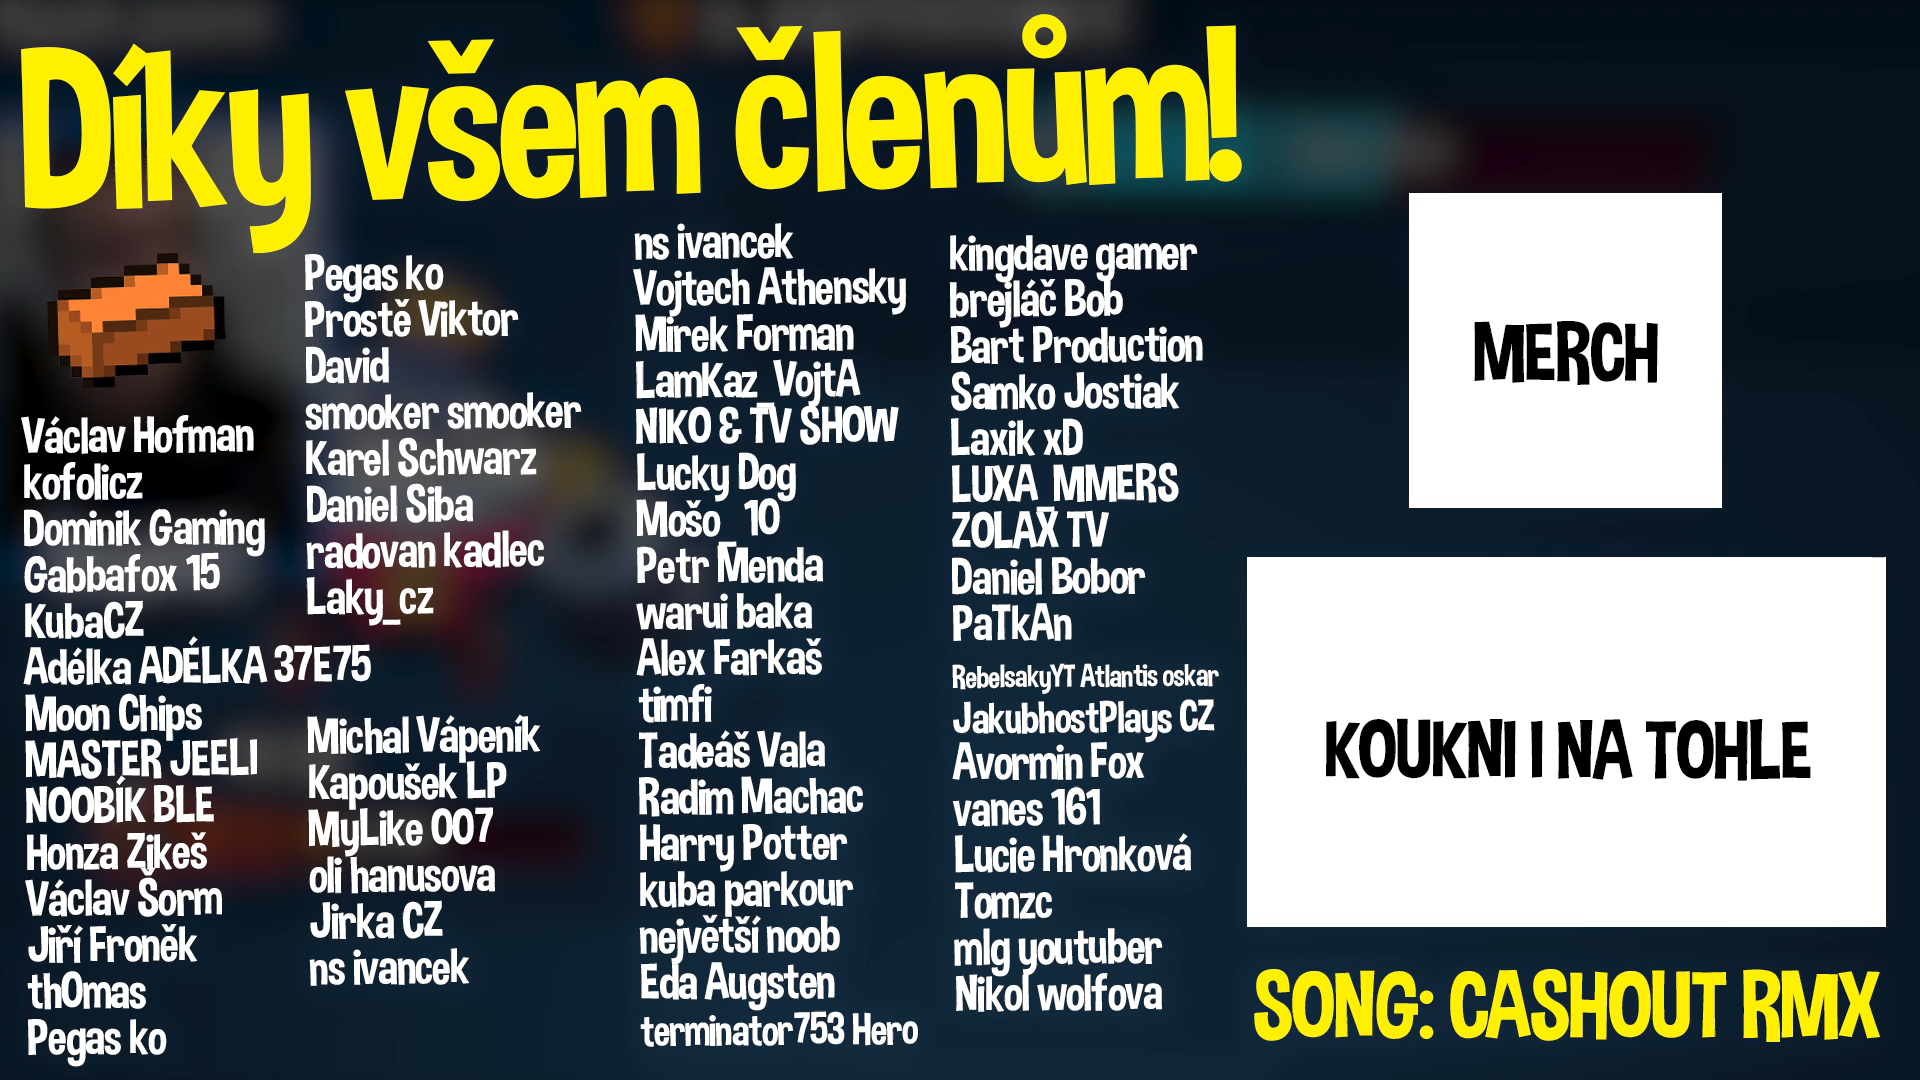 Díky všem členům!
Václav Hofman
kofolicz
Dominik Gaming
Gabbafox 15
KubaCZ
Adélka ADÉLKA 37E75
Moon Chips
MASTER JEELI
NOOBÍK BLE
Honza Zikeš
Václav Šorm
Jiří Froněk
th0mas
Pegas ko
Pegas ko
Prostě Viktor
David
smooker smooker
Karel Schwarz
Daniel Siba
radovan kadlec
Laky_cz
Michal Vápeník
Kapoušek LP
MyLike 007
oli hanusova
Jirka CZ
ns ivancek
ns ivancek
Vojtech Athensky
Mirek Forman
LamKaz_VojtA
NIKO & TV SHOW
Lucky Dog
Mošo_10
Petr Menda
warui baka
Alex Farkaš
timfi
Tadeáš Vala
Radim Machac
Harry Potter
kuba parkour
největší noob
Eda Augsten
terminator753 Hero
kingdave gamer
brejláč Bob
Bart Production
Samko Jostiak
Laxik xD
LUXA_MMERS
ZOLAX TV
Daniel Bobor
PaTkAn
RebelsakyYT Atlantis oskar
JakubhostPlays CZ
Avormin Fox
vanes 161
Lucie Hronková
Tomzc
mlg youtuber
Nikol wolfova
MERCH
KOUKNI I NA TOHLE
SONG: CASHOUT RMX